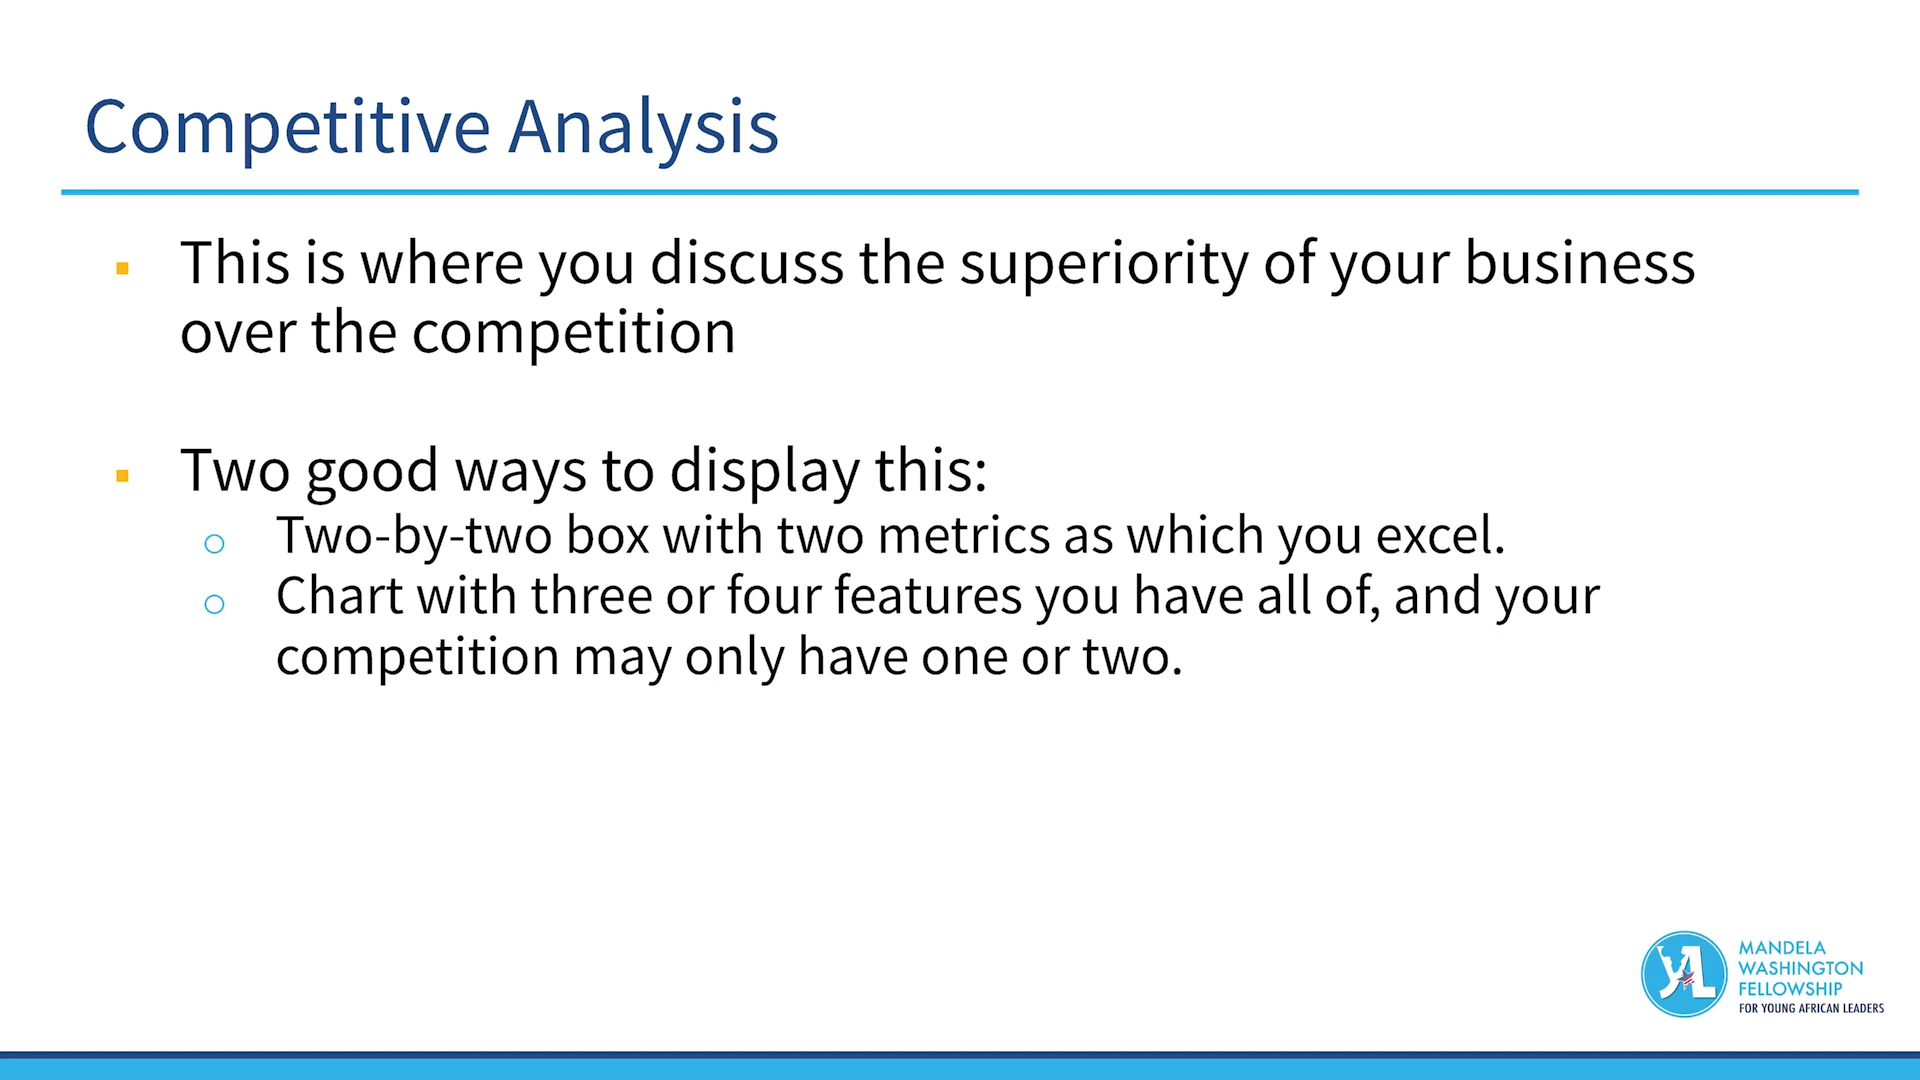 Competitive Analysis
▪ This is where you discuss the superiority of your business
over the competition
▪ Two good ways to display this:
○ Two-by-two box with two metrics as which you excel.
○ Chart with three or four features you have all of, and your
competition may only have one or two.
YAL
MANDELA
WASHINGTON
FELLOWSHIP
FOR YOUNG AFRICAN LEADERS